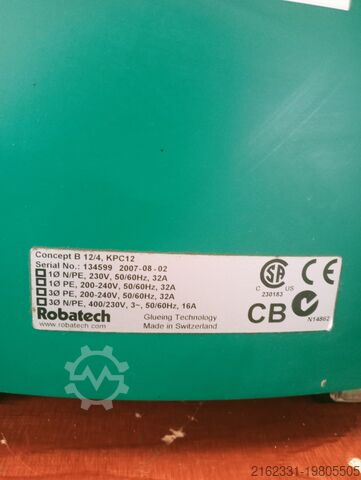 Concept B 12/4, KPC12
Serial No.: 134599 2007-08-02
1Ø N/PE, 230V, 50/60Hz, 32A
1Ø PE, 200-240V, 50/60Hz, 32A
3Ø PE, 200-240V, 50/60Hz, 32A
3Ø N/PE, 400/230V, 3~, 50/60Hz, 16A
Robatech Glueing Technology
www.robatech.com Made in Switzerland
C US
230183
CB
N14862
2162331-19805505